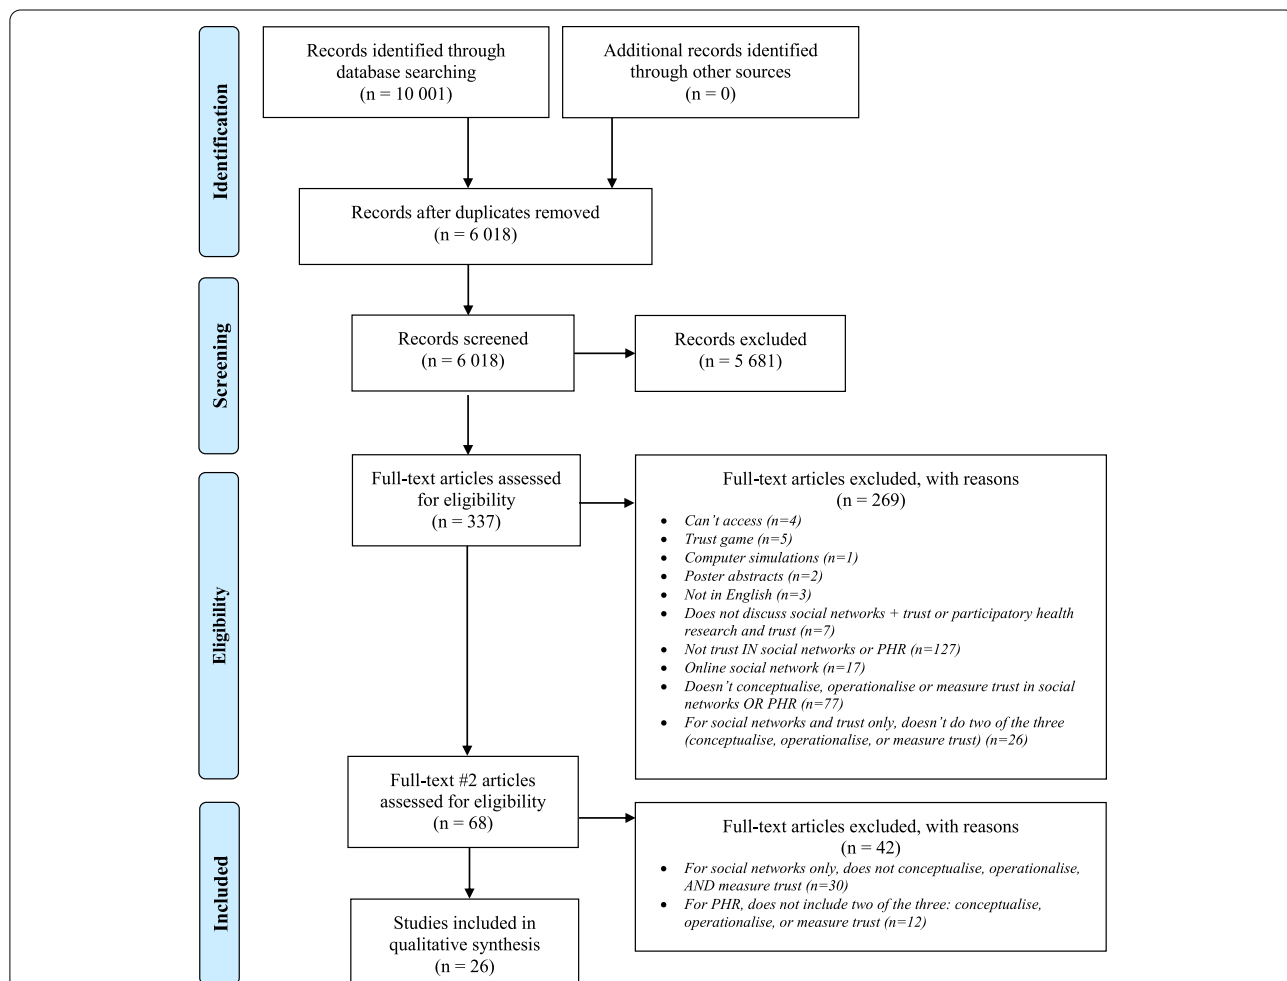 Identification
Records identified through
database searching
(n = 10 001)
Additional records identified
through other sources
(n = 0)
Records after duplicates removed
(n = 6 018)
Screening
Records screened
(n = 6 018)
Records excluded
(n = 5 681)
Eligibility
Full-text articles assessed
for eligibility
(n = 337)
Full-text articles excluded, with reasons
(n = 269)
• Can't access (n=4)
• Trust game (n=5)
• Computer simulations (n=1)
• Poster abstracts (n=2)
• Not in English (n=3)
• Does not discuss social networks + trust or participatory health
research and trust (n=7)
• Not trust IN social networks or PHR (n=127)
• Online social network (n=17)
• Doesn't conceptualise, operationalise or measure trust in social
networks OR PHR (n=77)
• For social networks and trust only, doesn't do two of the three
(conceptualise, operationalise, or measure trust) (n=26)
Full-text #2 articles
assessed for eligibility
(n = 68)
Included
Full-text articles excluded, with reasons
(n = 42)
• For social networks only, does not conceptualise, operationalise,
AND measure trust (n=30)
• For PHR, does not include two of the three: conceptualise,
operationalise, or measure trust (n=12)
Studies included in
qualitative synthesis
(n = 26)